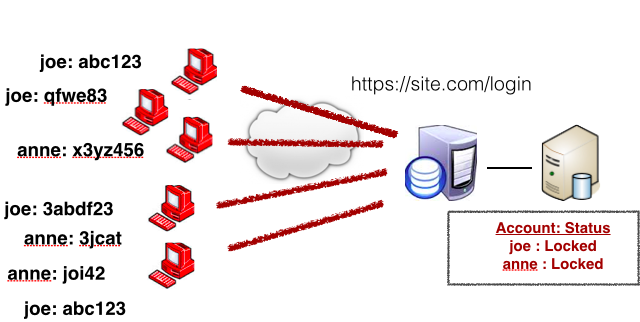 joe: abc123
https://site.com/login
joe: qfwe83
anne: x3yz456
joe: 3abdf23
anne: 3jcat
anne: joi42
joe: abc123
Account: Status
joe : Locked
anne : Locked